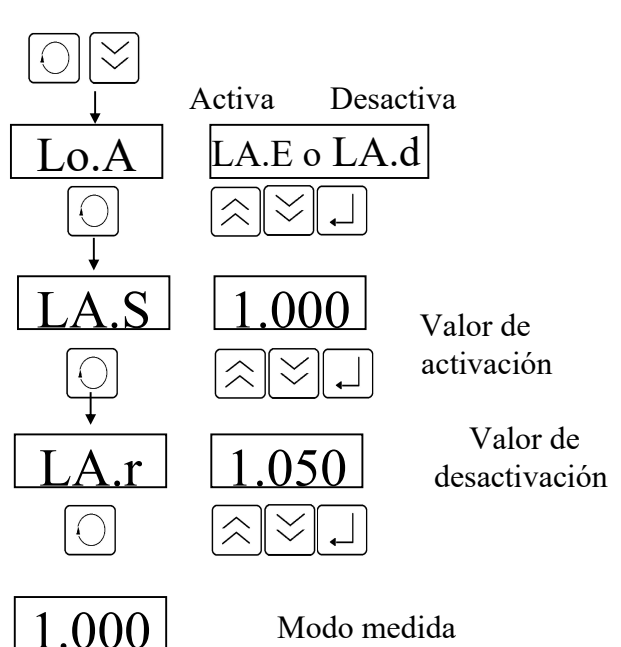 Activa Desactiva
Lo.A LA.E o LA.d
LA.S 1.000
Valor de
activación
LA.r 1.050
Valor de
desactivación
1.000 Modo medida